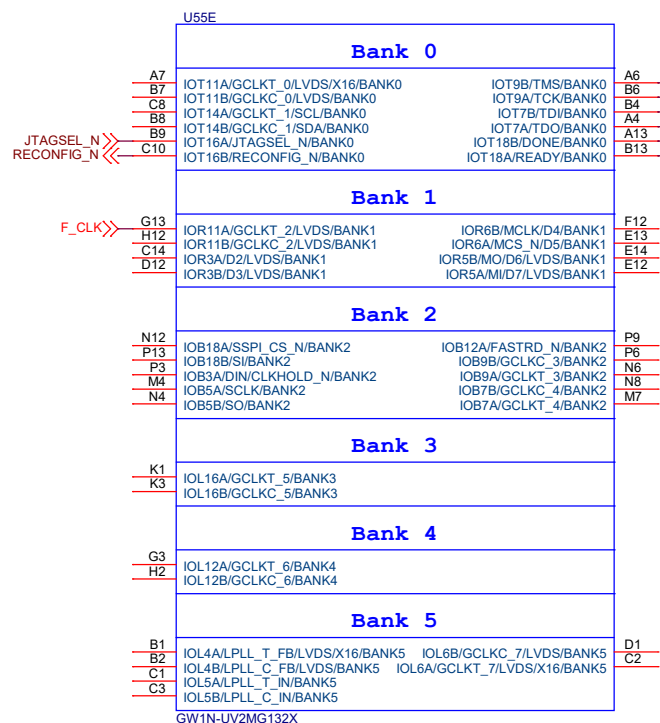 U55E
Bank 0
A7 IOT11A/GCLKT_0/LVDS/X16/BANK0 IOT9B/TMS/BANK0 A6
B7 IOT11B/GCLKC_0/LVDS/BANK0 IOT9A/TCK/BANK0 B6
C8 IOT14A/GCLKT_1/SCL/BANK0 IOT7B/TDI/BANK0 B4
B8 IOT14B/GCLKC_1/SDA/BANK0 IOT7A/TDO/BANK0 A4
JTAGSEL_N B9 IOT16A/JTAGSEL_N/BANK0 IOT18B/DONE/BANK0 A13
RECONFIG_N C10 IOT16B/RECONFIG_N/BANK0 IOT18A/READY/BANK0 B13
Bank 1
F_CLK G13 IOR11A/GCLKT_2/LVDS/BANK1 IOR6B/MCLK/D4/BANK1 F12
H12 IOR11B/GCLKC_2/LVDS/BANK1 IOR6A/MCS_N/D5/BANK1 E13
C14 IOR3A/D2/LVDS/BANK1 IOR5B/MO/D6/LVDS/BANK1 E14
D12 IOR3B/D3/LVDS/BANK1 IOR5A/MI/D7/LVDS/BANK1 E12
Bank 2
N12 IOB18A/SSPI_CS_N/BANK2 IOB12A/FASTRD_N/BANK2 P9
P13 IOB18B/SI/BANK2 IOB9B/GCLKC_3/BANK2 P6
P3 IOB3A/DIN/CLKHOLD_N/BANK2 IOB9A/GCLKT_3/BANK2 N6
M4 IOB5A/SCLK/BANK2 IOB7B/GCLKC_4/BANK2 N8
N4 IOB5B/SO/BANK2 IOB7A/GCLKT_4/BANK2 M7
Bank 3
K1 IOL16A/GCLKT_5/BANK3
K3 IOL16B/GCLKC_5/BANK3
Bank 4
G3 IOL12A/GCLKT_6/BANK4
H2 IOL12B/GCLKC_6/BANK4
Bank 5
B1 IOL4A/LPLL_T_FB/LVDS/X16/BANK5 IOL6B/GCLKC_7/LVDS/BANK5 D1
B2 IOL4B/LPLL_C_FB/LVDS/BANK5 IOL6A/GCLKT_7/LVDS/X16/BANK5 C2
C1 IOL5A/LPLL_T_IN/BANK5
C3 IOL5B/LPLL_C_IN/BANK5
GW1N-UV2MG132X